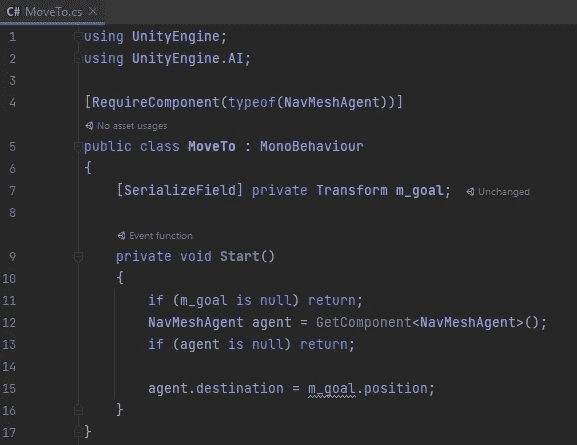 C# MoveTo.cs ×
1 using UnityEngine;
2 using UnityEngine.AI;
3
4 [RequireComponent(typeof(NavMeshAgent))]
No asset usages
5 public class MoveTo : MonoBehaviour
6 {
7 [SerializeField] private Transform m_goal; Unchanged
8
Event function
9 private void Start()
10 {
11 if (m_goal is null) return;
12 NavMeshAgent agent = GetComponent<NavMeshAgent>();
13 if (agent is null) return;
14
15 agent.destination = m_goal.position;
16 }
17 }